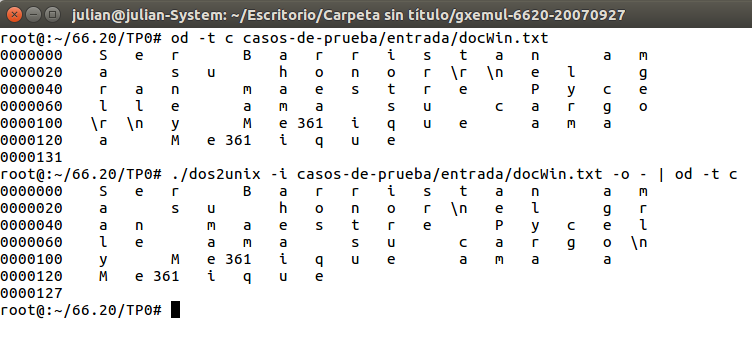 julian@julian-System: ~/Escritorio/Carpeta sin título/gxemul-6620-20070927
root@:~/66.20/TP0# od -t c casos-de-prueba/entrada/docWin.txt
0000000   S   e   r       B   a   r   r   i   s   t   a   n       a   m
0000020   a       s   u       h   o   n   o   r  \r  \n   e   l       g
0000040   r   a   n       m   a   e   s   t   r   e       P   y   c   e
0000060   l   l   e       a   m   a       s   u       c   a   r   g   o
0000100  \r  \n   y       M   e 361   i   q   u   e       a   m   a
0000120   a       M   e 361   i   q   u   e
0000131
root@:~/66.20/TP0# ./dos2unix -i casos-de-prueba/entrada/docWin.txt -o - | od -t c
0000000   S   e   r       B   a   r   r   i   s   t   a   n       a   m
0000020   a       s   u       h   o   n   o   r  \n   e   l       g   r
0000040   a   n       m   a   e   s   t   r   e       P   y   c   e   l
0000060   l   e       a   m   a       s   u       c   a   r   g   o  \n
0000100   y       M   e 361   i   q   u   e       a   m   a       a
0000120   M   e 361   i   q   u   e
0000127
root@:~/66.20/TP0#